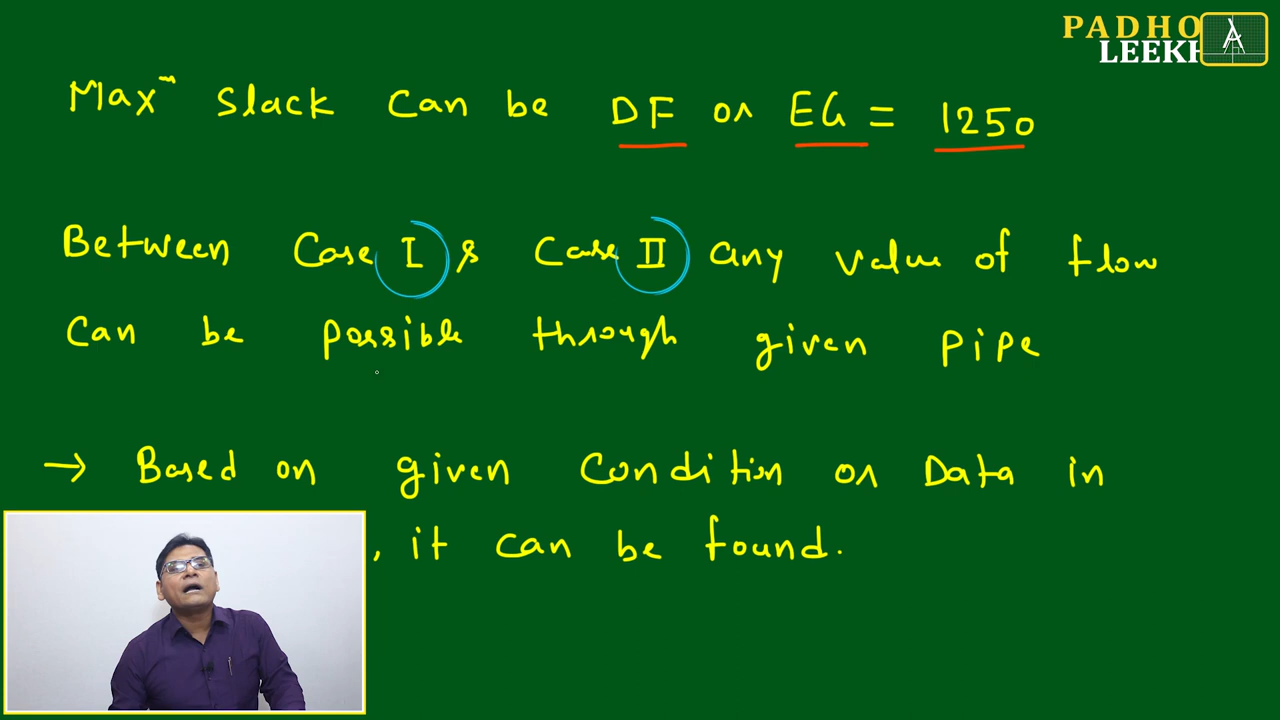 PADHO
LEEKH
Maxm Slack Can be DF or EG = 1250
Between Case I & Case II any value of flow
Can be possible through given pipe
→ Based on given Condition or Data in
, it can be found.